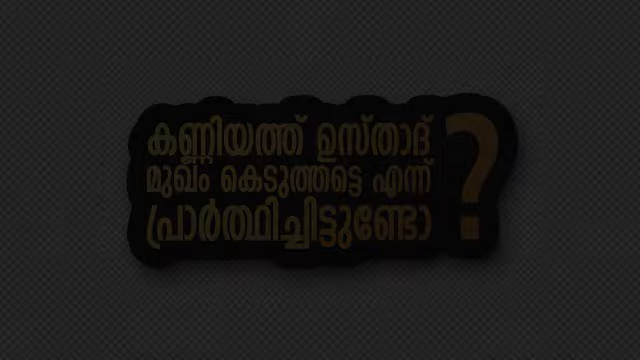 കണ്ണിയത്ത് ഉസ്താദ്
മുഖം കെടുത്തട്ടെ എന്ന്
പ്രാർത്ഥിച്ചിട്ടുണ്ടോ ?